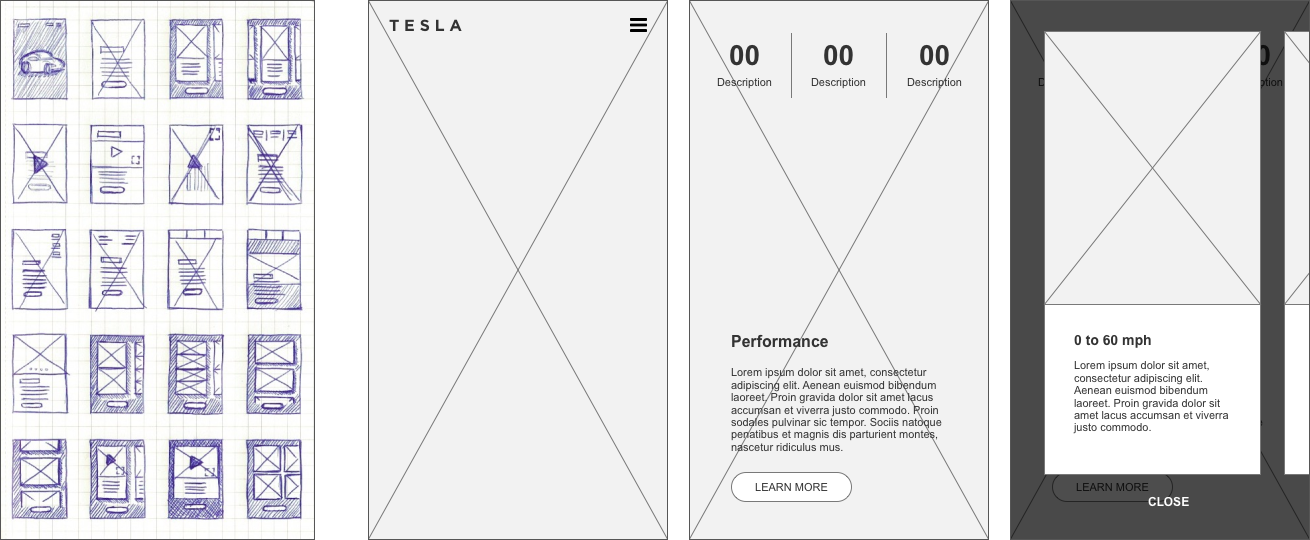 TESLA
00 00 00
Description Description Description
Performance
Lorem ipsum dolor sit amet, consectetur
adipiscing elit. Aenean euismod bibendum
laoreet. Proin gravida dolor sit amet lacus
accumsan et viverra justo commodo. Proin
sodales pulvinar sic tempor. Sociis natoque
penatibus et magnis dis parturient montes,
nascetur ridiculus mus.
LEARN MORE
0 to 60 mph
Lorem ipsum dolor sit amet,
consectetur adipiscing elit.
Aenean euismod bibendum
laoreet. Proin gravida dolor sit
amet lacus accumsan et viverra
justo commodo.
LEARN MORE
CLOSE